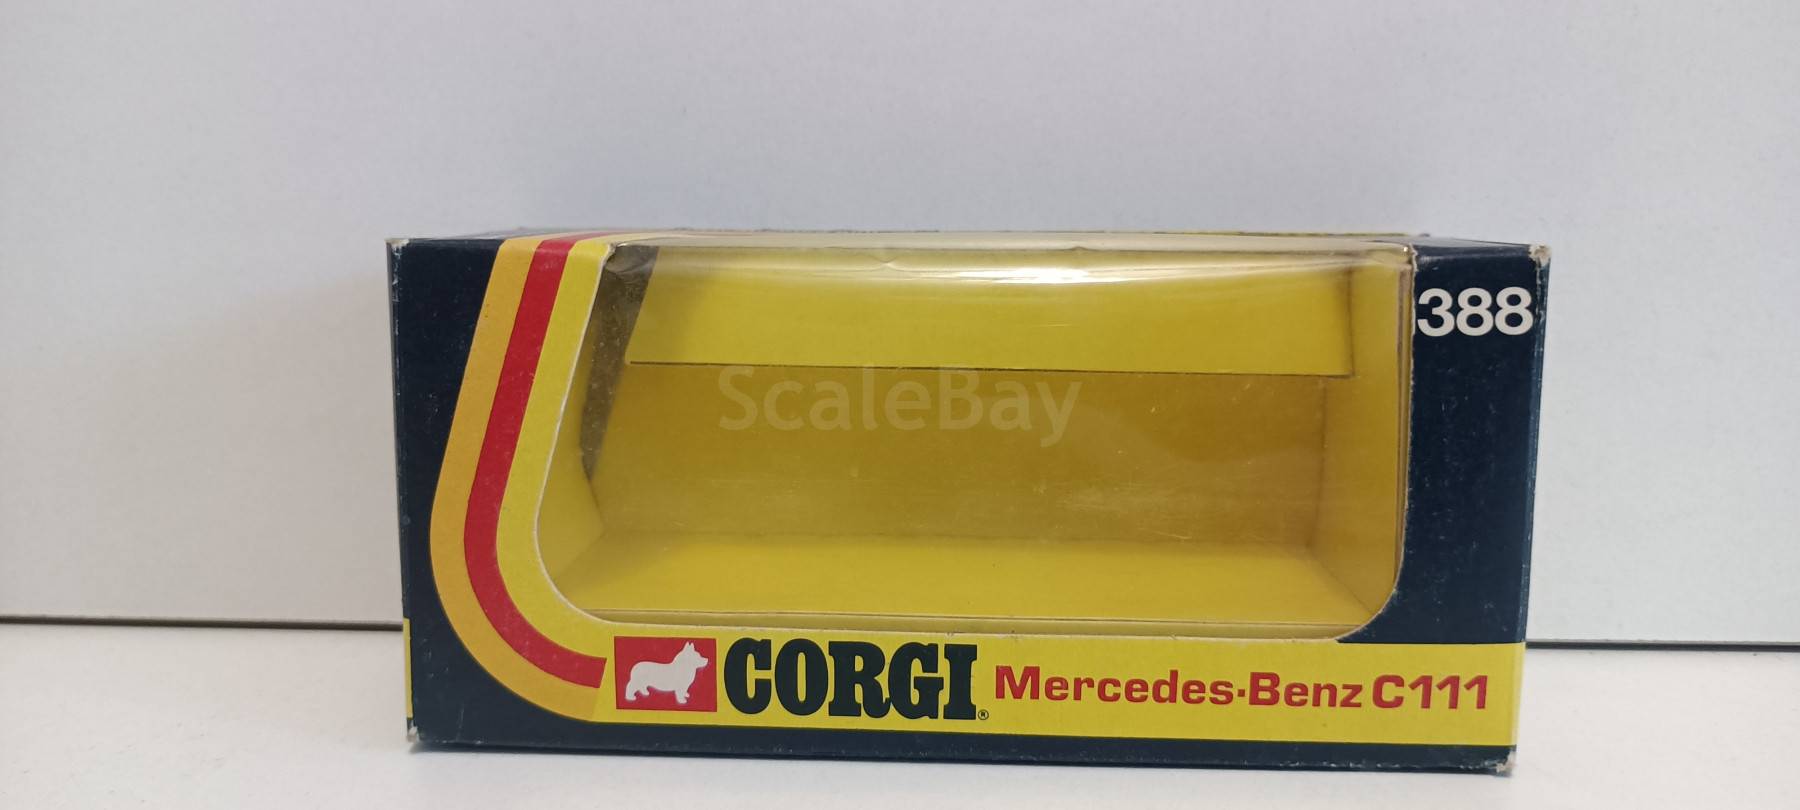 388
ScaleBay
CORGI® Mercedes-Benz C111